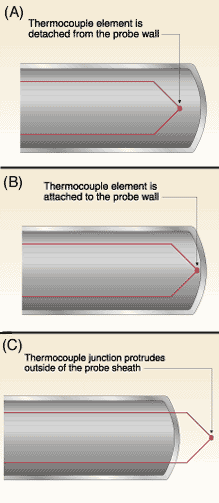 (A)
Thermocouple element is
detached from the probe wall
(B)
Thermocouple element is
attached to the probe wall
(C)
Thermocouple junction protrudes
outside of the probe sheath